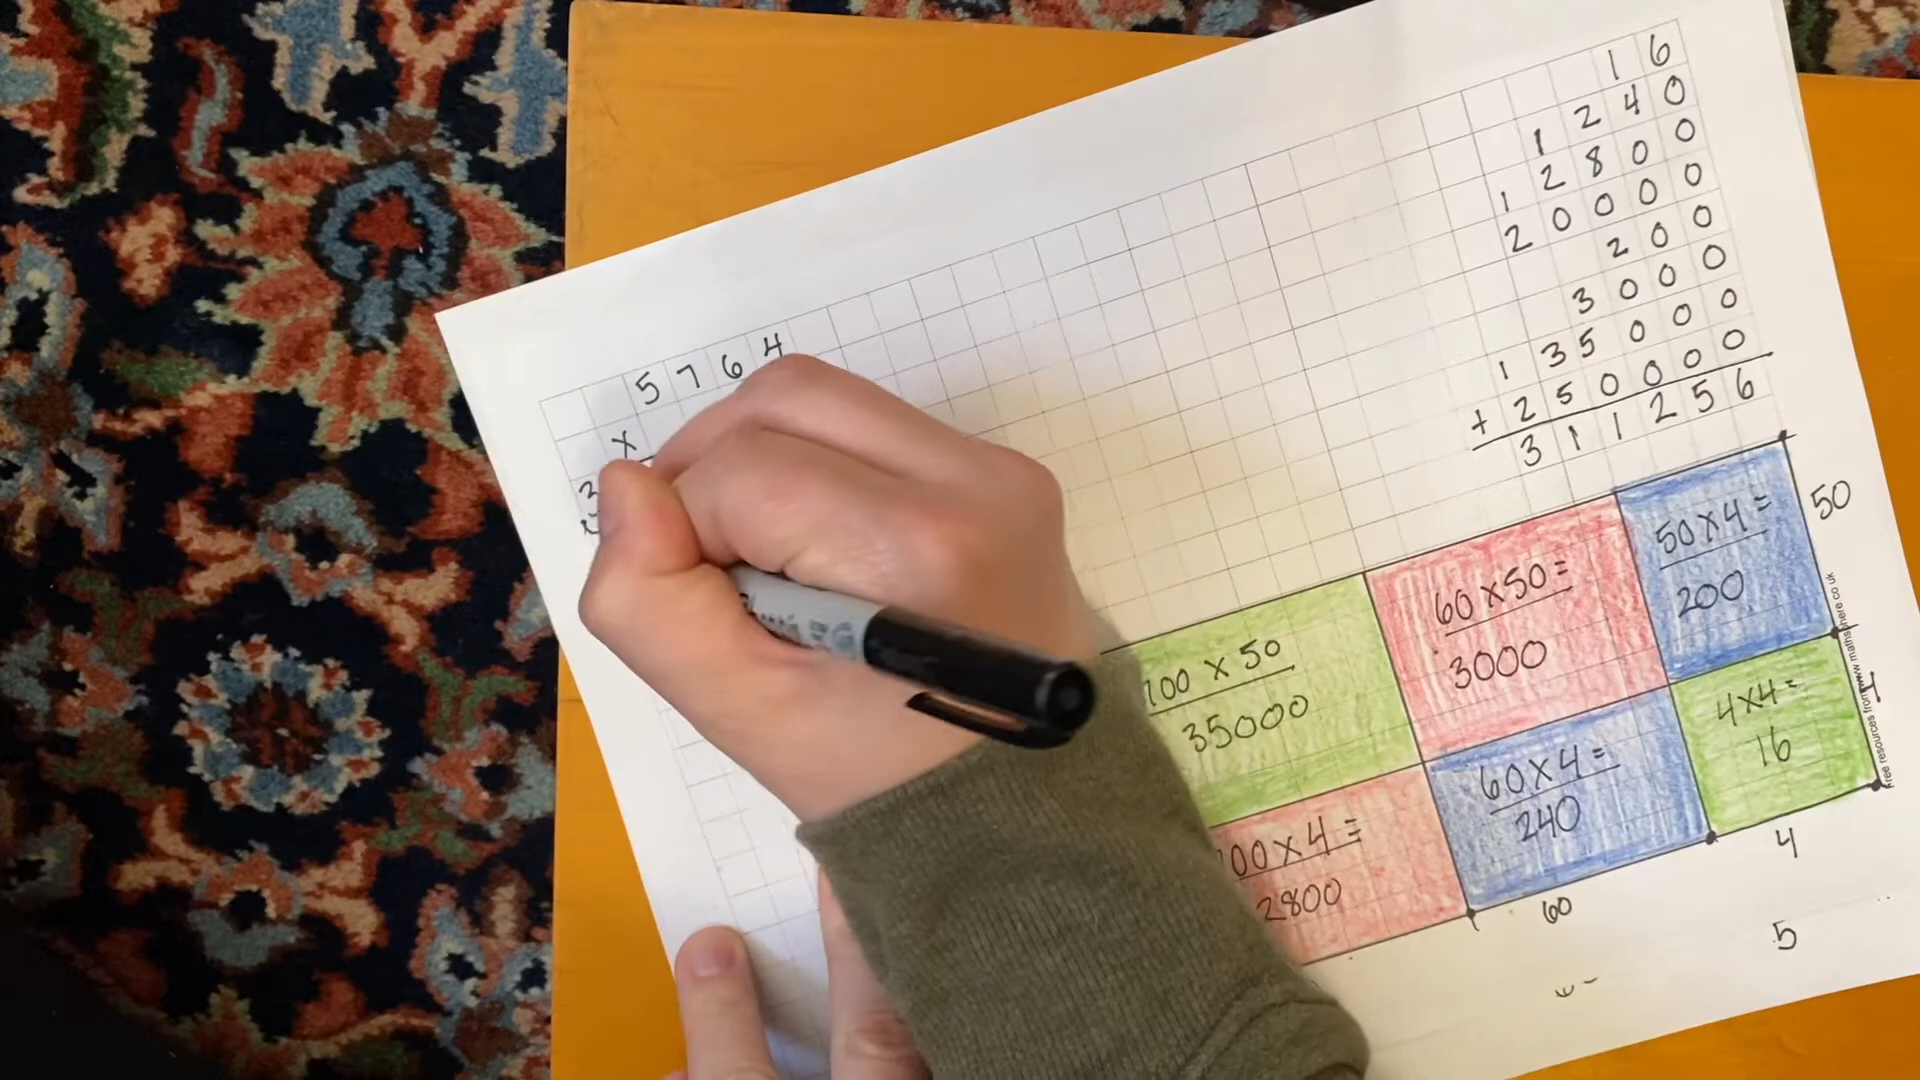 5 7 6 4
x
1 6
2 4 0
1 2 8 0 0
1 2 0 0 0 0
2 0 0
3 0 0 0
1 3 5 0 0 0
+ 2 5 0 0 0 0
3 1 1 2 5 6
00 x 50
35000
60 x 50 =
3000
50 x 4 =
200
50
00 x 4 =
2800
60 x 4 =
240
4 x 4 =
16
60
4
5